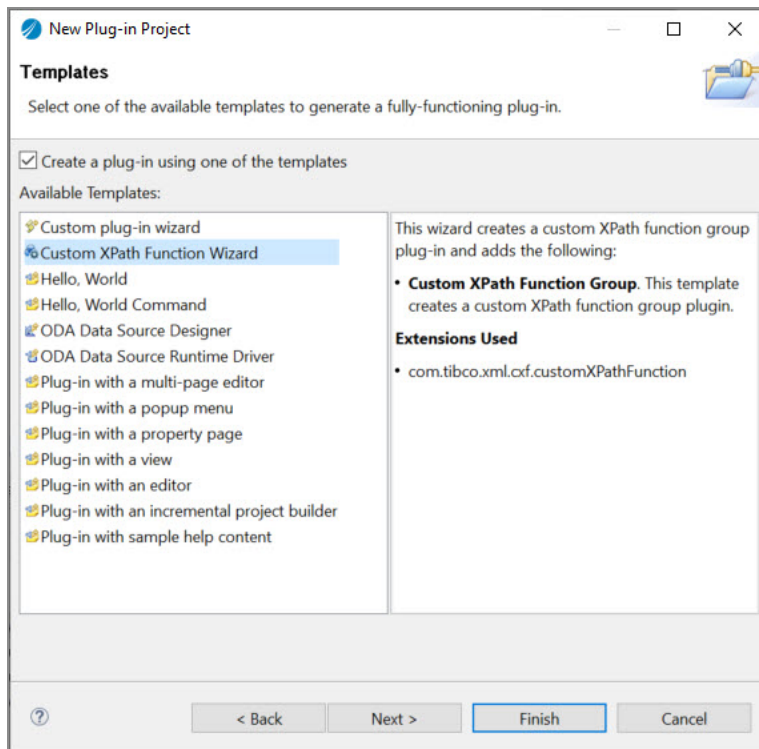 New Plug-in Project
Templates
Select one of the available templates to generate a fully-functioning plug-in.
Create a plug-in using one of the templates
Available Templates:
Custom plug-in wizard
Custom XPath Function Wizard
Hello, World
Hello, World Command
ODA Data Source Designer
ODA Data Source Runtime Driver
Plug-in with a multi-page editor
Plug-in with a popup menu
Plug-in with a property page
Plug-in with a view
Plug-in with an editor
Plug-in with an incremental project builder
Plug-in with sample help content
This wizard creates a custom XPath function group
plug-in and adds the following:
• Custom XPath Function Group. This template
creates a custom XPath function group plugin.
Extensions Used
• com.tibco.xml.cxf.customXPathFunction
?
< Back
Next >
Finish
Cancel